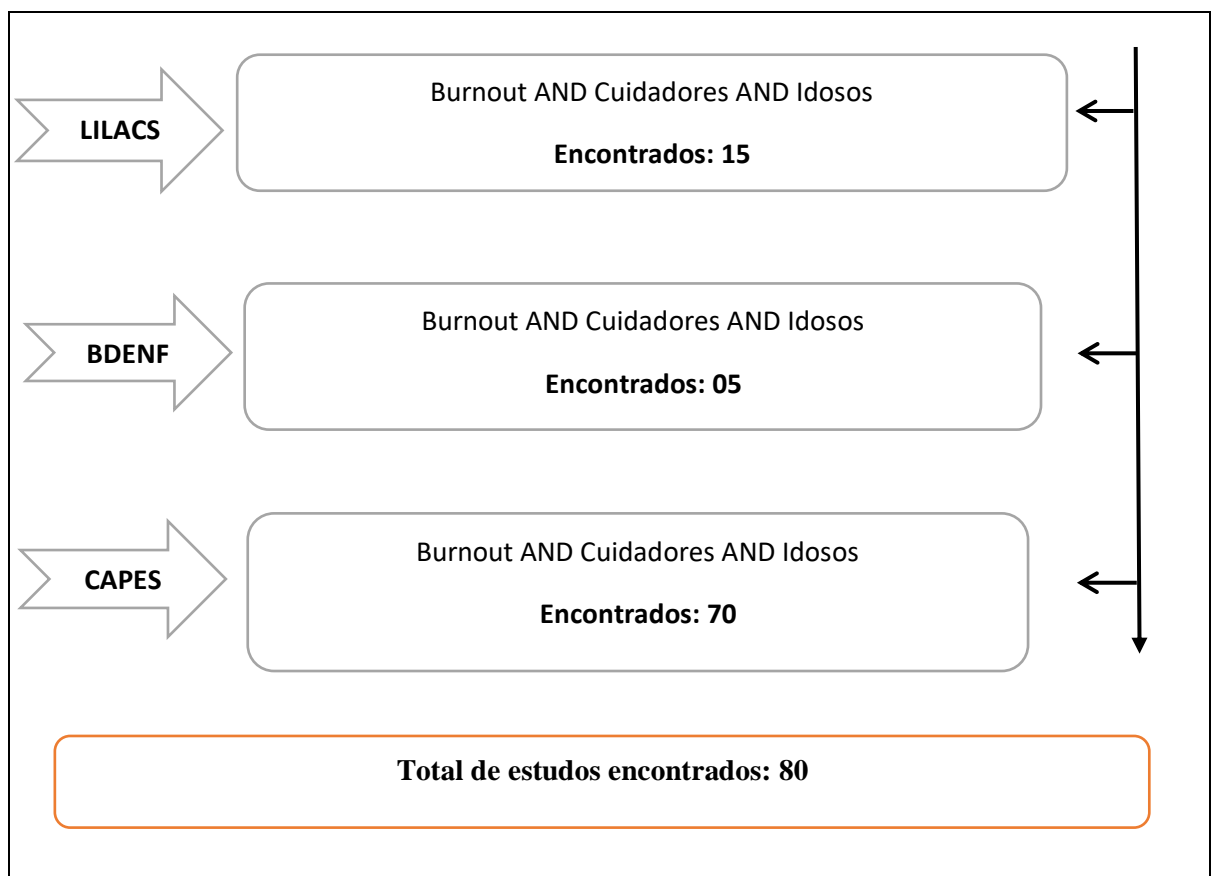 LILACS
Burnout AND Cuidadores AND Idosos
Encontrados: 15
BDENF
Burnout AND Cuidadores AND Idosos
Encontrados: 05
CAPES
Burnout AND Cuidadores AND Idosos
Encontrados: 70
Total de estudos encontrados: 80